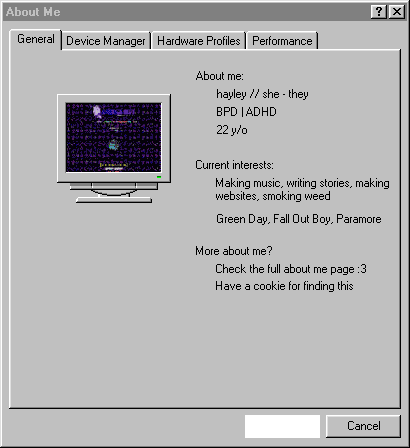 About Me
General
Device Manager
Hardware Profiles
Performance
About me:
hayley // she - they
BPD | ADHD
22 y/o
Current interests:
Making music, writing stories, making
websites, smoking weed
Green Day, Fall Out Boy, Paramore
More about me?
Check the full about me page :3
Have a cookie for finding this
Cancel